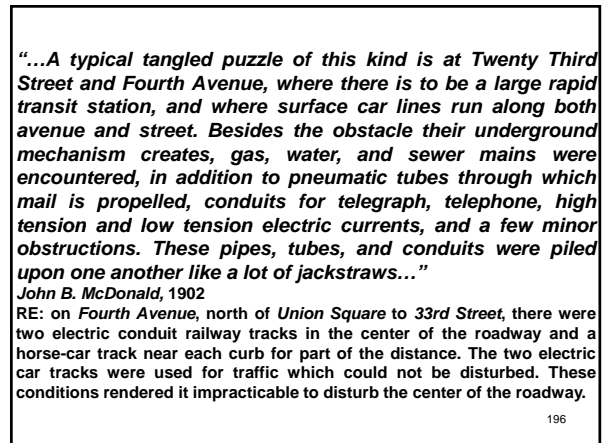 “…A typical tangled puzzle of this kind is at Twenty Third
Street and Fourth Avenue, where there is to be a large rapid
transit station, and where surface car lines run along both
avenue and street. Besides the obstacle their underground
mechanism creates, gas, water, and sewer mains were
encountered, in addition to pneumatic tubes through which
mail is propelled, conduits for telegraph, telephone, high
tension and low tension electric currents, and a few minor
obstructions. These pipes, tubes, and conduits were piled
upon one another like a lot of jackstraws…”
John B. McDonald, 1902
RE: on Fourth Avenue, north of Union Square to 33rd Street, there were
two electric conduit railway tracks in the center of the roadway and a
horse-car track near each curb for part of the distance. The two electric
car tracks were used for traffic which could not be disturbed. These
conditions rendered it impracticable to disturb the center of the roadway.
196